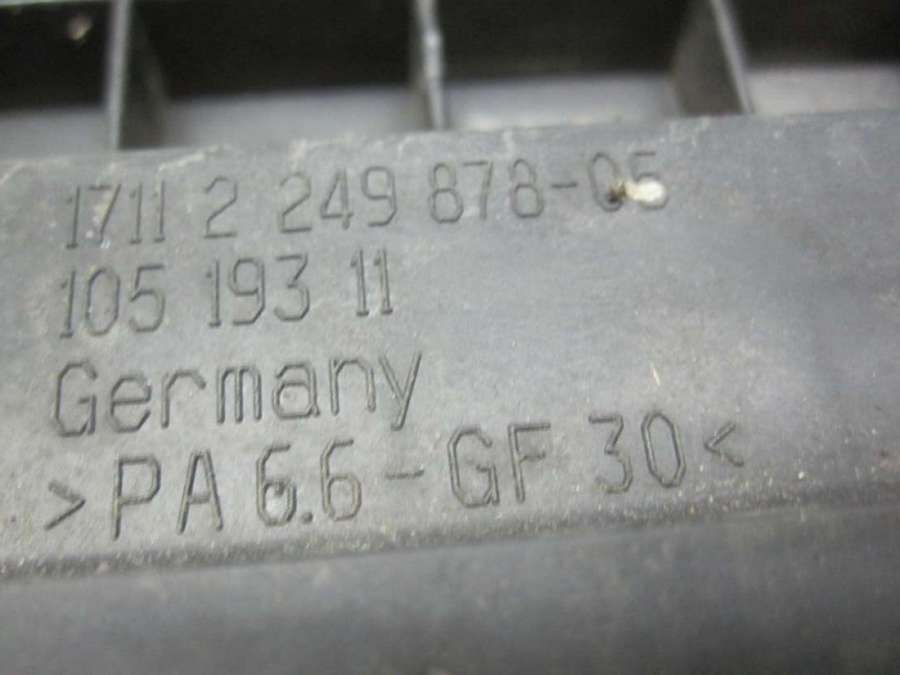 1711 2 249 878-05
105 193 11
Germany
>PA 6.6-GF 30<